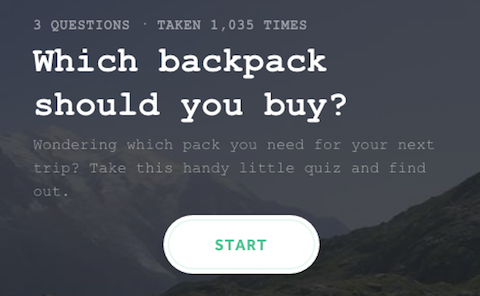 3 QUESTIONS · TAKEN 1,035 TIMES
Which backpack
should you buy?
Wondering which pack you need for your next
trip? Take this handy little quiz and find
out.
START